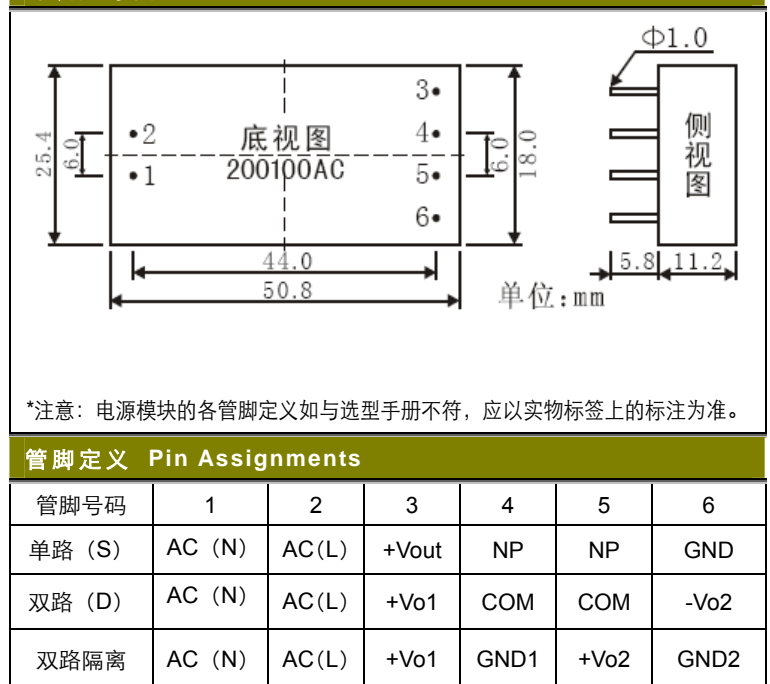 Φ1.0
3
2 底视图 4
25.4 6.0 6.0 18.0
1 200100AC 5
6
侧视图
44.0
50.8
5.8 11.2
单位:mm
*注意：电源模块的各管脚定义如与选型手册不符，应以实物标签上的标注为准。
管脚定义 Pin Assignments
管脚号码 1 2 3 4 5 6
单路（S） AC（N） AC(L) +Vout NP NP GND
双路（D） AC（N） AC(L) +Vo1 COM COM -Vo2
双路隔离 AC（N） AC(L) +Vo1 GND1 +Vo2 GND2